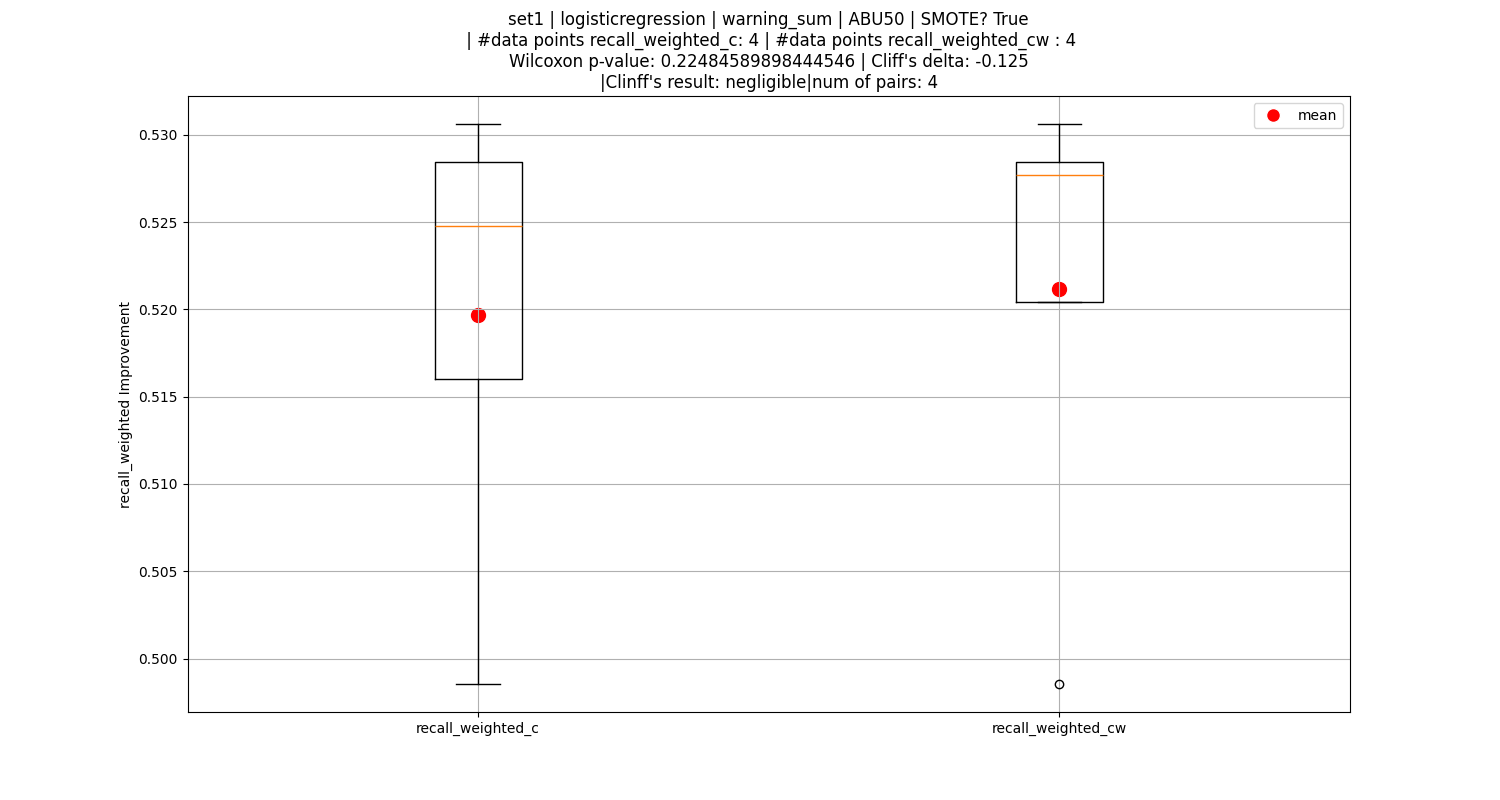 set1 | logisticregression | warning_sum | ABU50 | SMOTE? True
| #data points recall_weighted_c: 4 | #data points recall_weighted_cw : 4
Wilcoxon p-value: 0.22484589898444546 | Cliff's delta: -0.125
|Clinff's result: negligible|num of pairs: 4
mean
0.530
0.525
0.520
0.515
0.510
0.505
0.500
recall_weighted Improvement
recall_weighted_c
recall_weighted_cw